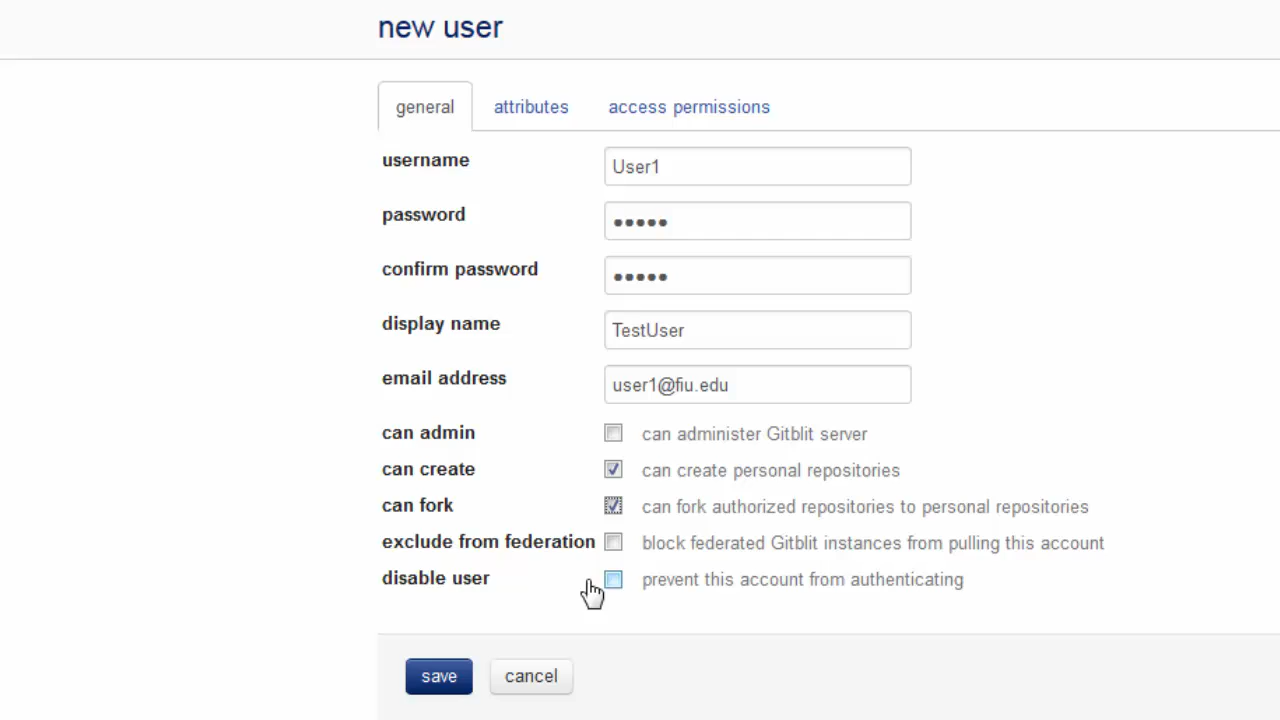 new user
general attributes access permissions
username User1
password •••••
confirm password •••••
display name TestUser
email address user1@fiu.edu
can admin can administer Gitblit server
can create can create personal repositories
can fork can fork authorized repositories to personal repositories
exclude from federation block federated Gitblit instances from pulling this account
disable user prevent this account from authenticating
save cancel